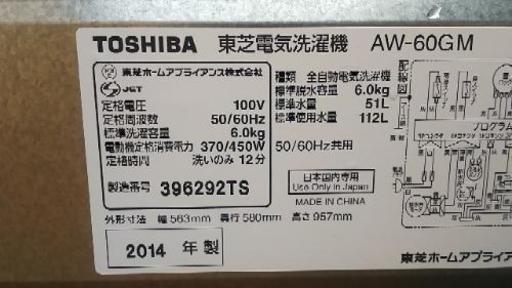 TOSHIBA 東芝電気洗濯機 AW-60GM
東芝ホームアプライアンス株式会社
JET
定格電圧 100V
定格周波数 50/60Hz
標準洗濯容量 6.0kg
電動機定格消費電力 370/450W
定格時間 洗いのみ 12分
製造番号 396292TS
種類 全自動電気洗濯機
標準脱水容量 6.0kg
標準水量 51L
標準使用水量 112L
50/60Hz共用
日本国内専用
Use Only in Japan
MADE IN CHINA
外形寸法 幅 563mm 奥行 580mm 高さ 957mm
2014 年製
プログラム
東芝ホームアプライア